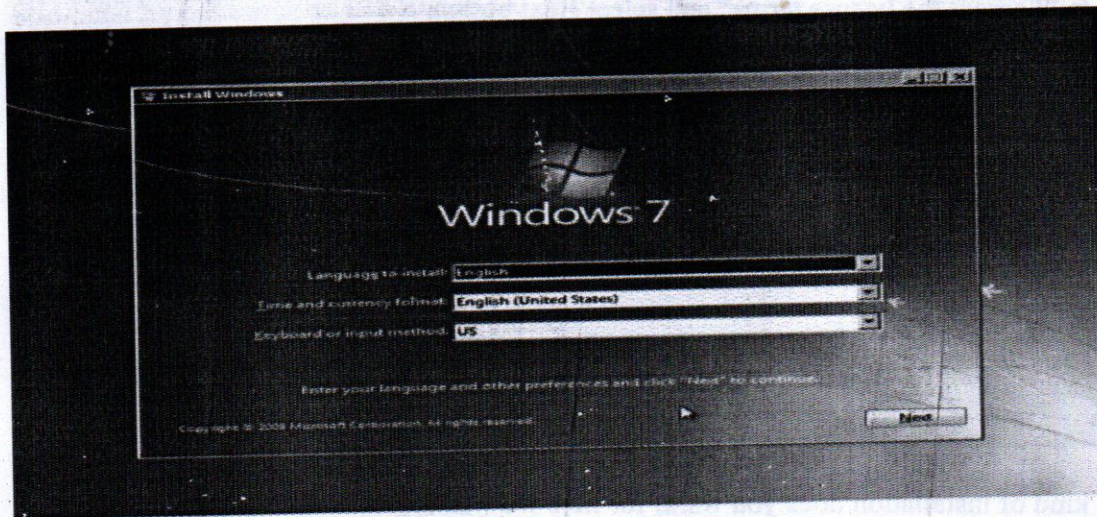 Install Windows
Windows 7
Language to install: English
Time and currency format: English (United States)
Keyboard or input method: US
Enter your language and other preferences and click "Next" to continue.
Copyright © 2009 Microsoft Corporation. All rights reserved.
Next